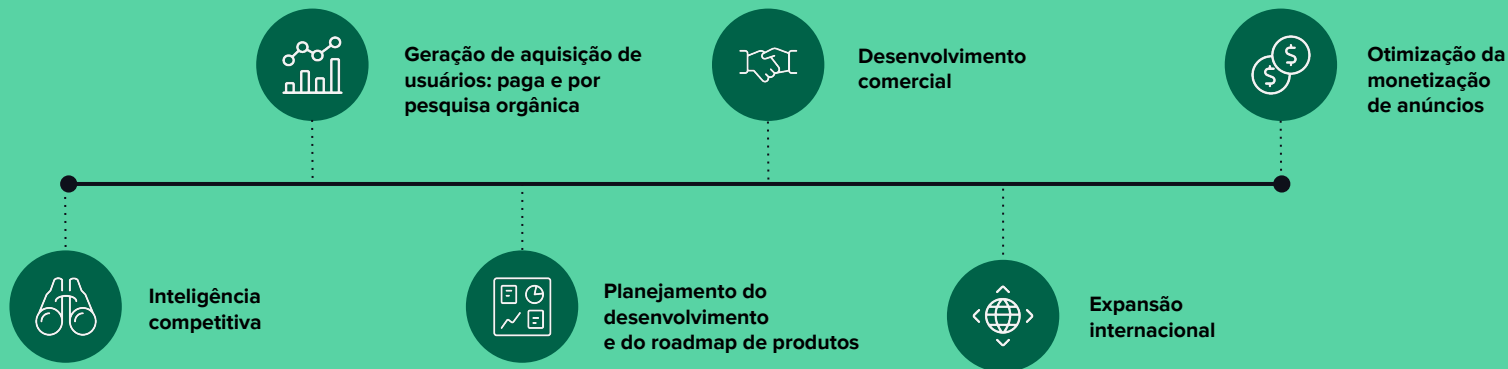 Geração de aquisição de
usuários: paga e por
pesquisa orgânica
Desenvolvimento
comercial
Otimização da
monetização
de anúncios
Inteligência
competitiva
Planejamento do
desenvolvimento
e do roadmap de produtos
Expansão
internacional
$
$